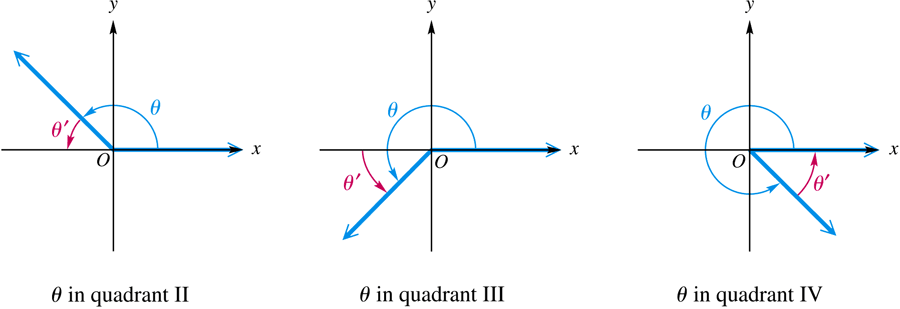 y
θ
θ′
O
x
θ in quadrant II
y
θ
θ′
O
x
θ in quadrant III
y
θ
O
x
θ′
θ in quadrant IV